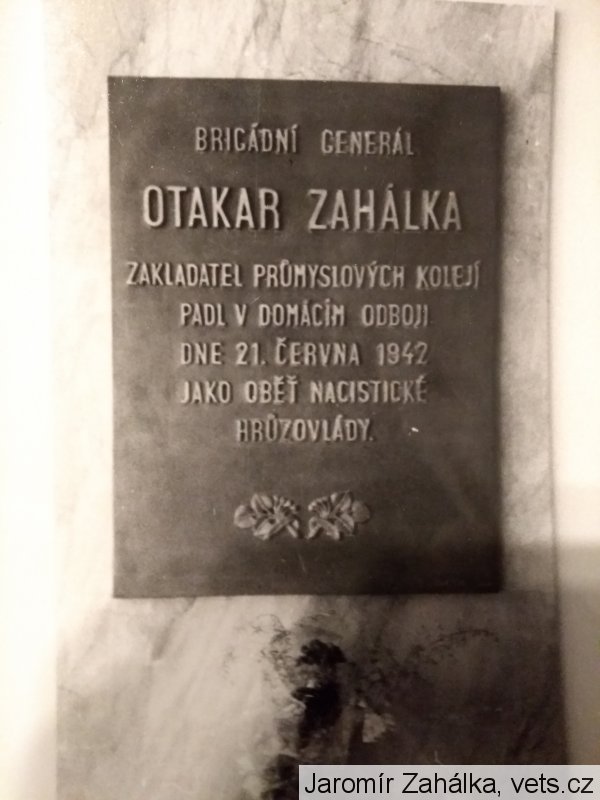 BRIGÁDNÍ GENERÁL
OTAKAR ZAHÁLKA
ZAKLADATEL PRŮMYSLOVÝCH KOLEJÍ
PADL V DOMÁCÍM ODBOJI
DNE 21. ČERVNA 1942
JAKO OBĚŤ NACISTICKÉ
HRŮZOVLÁDY.
Jaromír Zahálka, vets.cz